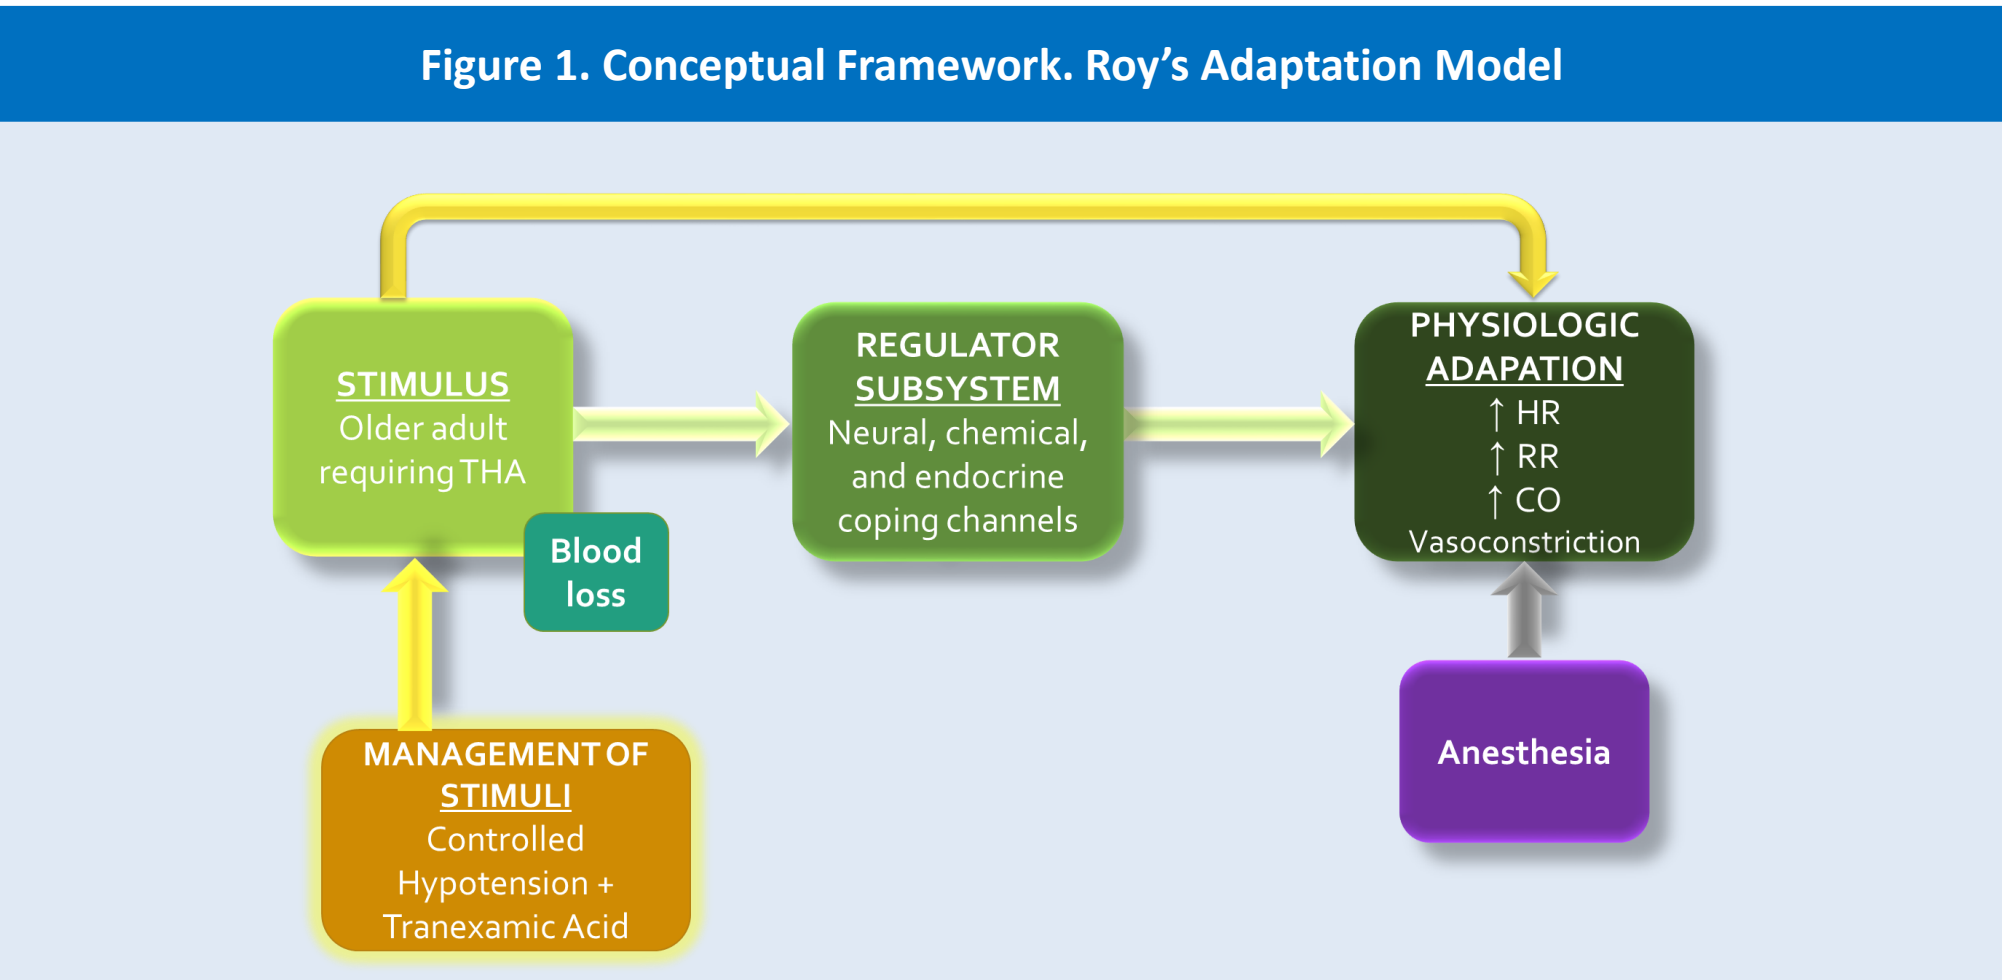 Figure 1. Conceptual Framework. Roy's Adaptation Model
STIMULUS
Older adult
requiring THA
Blood
loss
REGULATOR
SUBSYSTEM
Neural, chemical,
and endocrine
coping channels
PHYSIOLOGIC
ADAPATION
↑ HR
↑ RR
↑ CO
Vasoconstriction
MANAGEMENT OF
STIMULI
Controlled
Hypotension +
Tranexamic Acid
Anesthesia